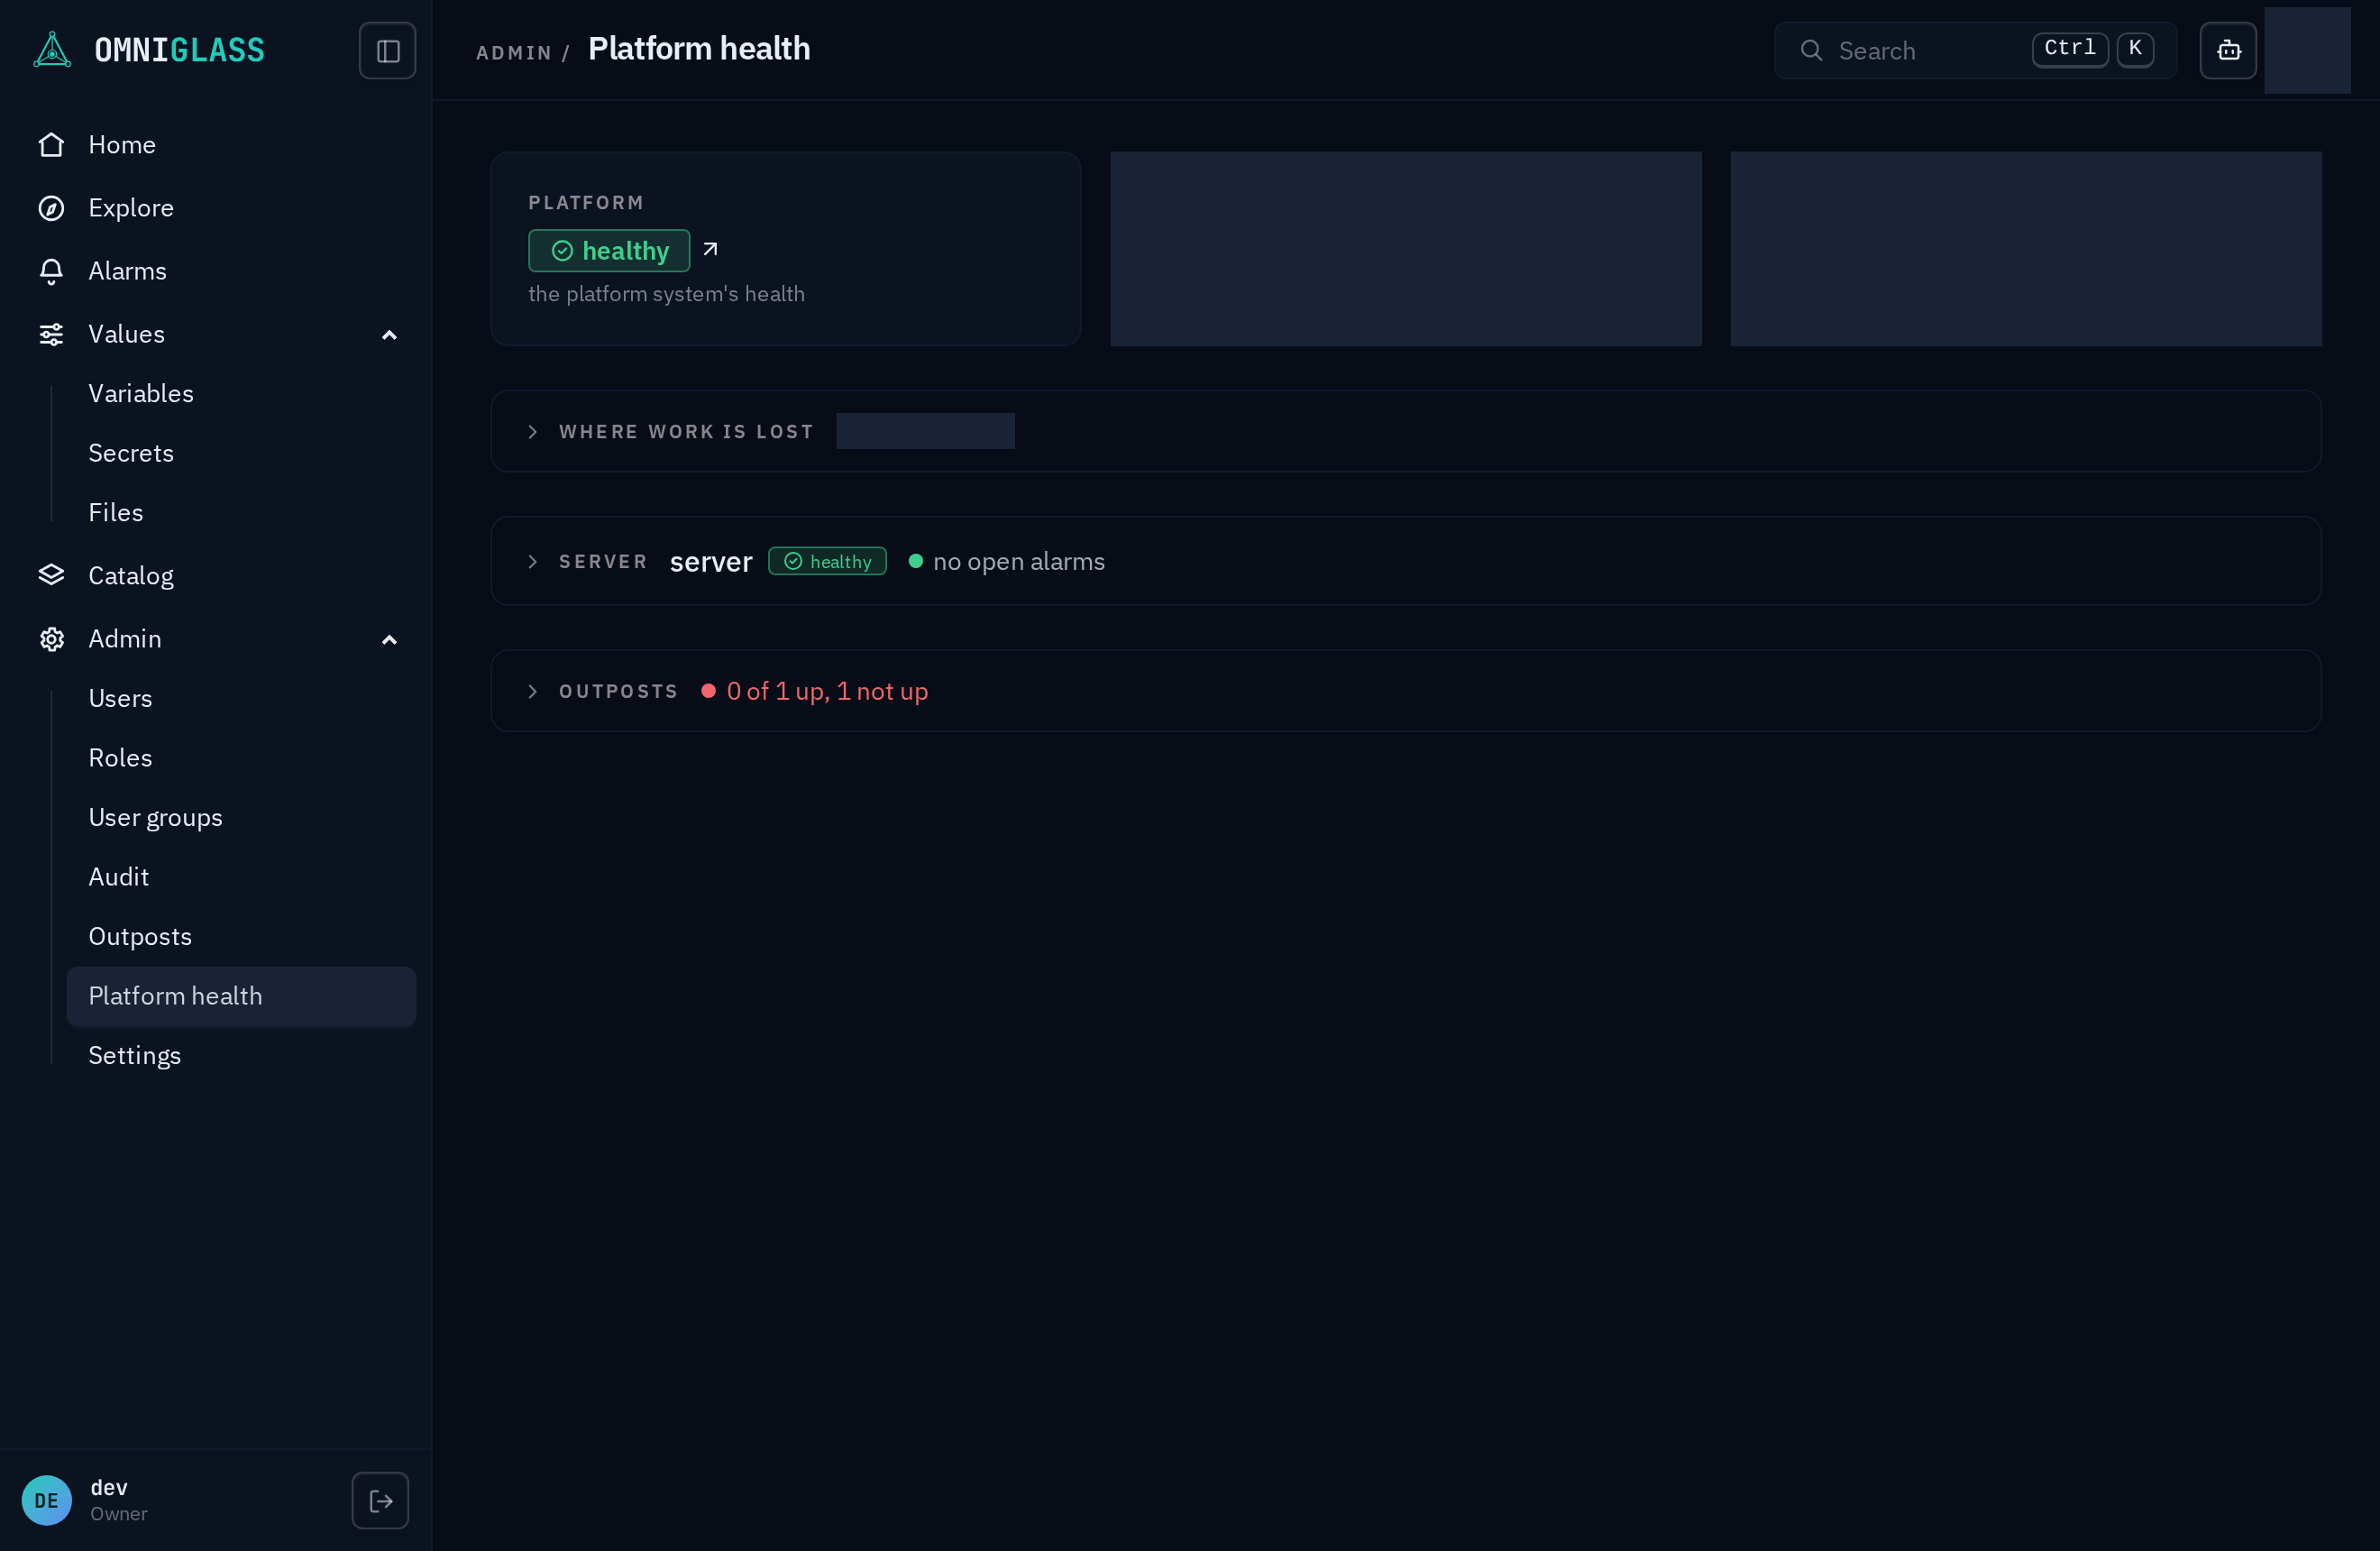 OMNIGLASS
ADMIN / Platform health
Search Ctrl K
Home
Explore
Alarms
Values
Variables
Secrets
Files
Catalog
Admin
Users
Roles
User groups
Audit
Outposts
Platform health
Settings
DE dev
Owner
PLATFORM
healthy
the platform system's health
WHERE WORK IS LOST
SERVER server healthy no open alarms
OUTPOSTS 0 of 1 up, 1 not up